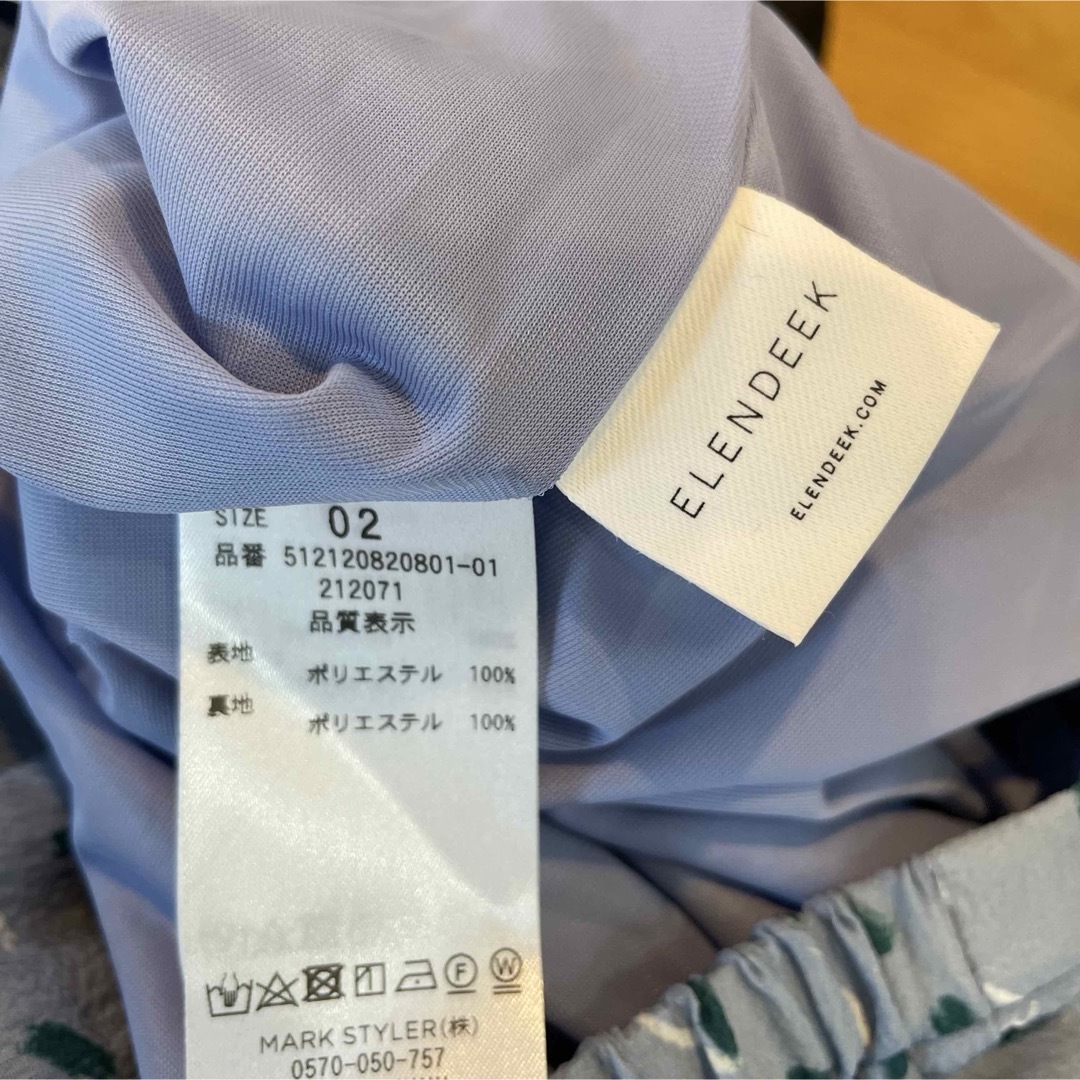 SIZE 02
品番 512120820801-01
212071
品質表示
表地
ポリエステル 100%
裏地
ポリエステル 100%
F W
MARK STYLER(株)
0570-050-757
ELENDEEK
ELENDEEK.COM